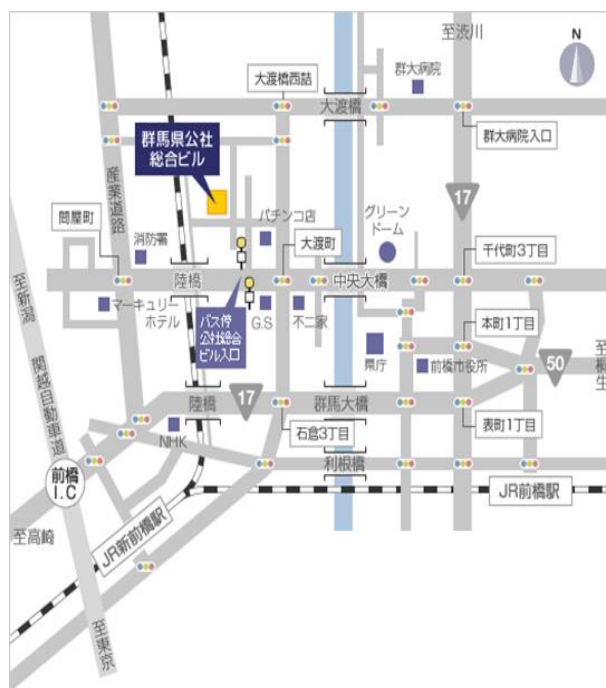 至渋川
N
群大病院
大渡橋西詰
大渡橋
群大病院入口
群馬県公社
総合ビル
産業道路
17
問屋町
消防署
パチンコ店
グリーン
ドーム
大渡町
千代町3丁目
陸橋
中央大橋
至新潟
マーキュリー
ホテル
バス停
公社総合
ビル入口
G.S
不二家
県庁
前橋市役所
本町1丁目
50
至桐生
関越自動車道
陸橋
17
群馬大橋
NHK
石倉3丁目
表町1丁目
利根橋
前橋
I.C
JR前橋駅
JR新前橋駅
至高崎
至東京